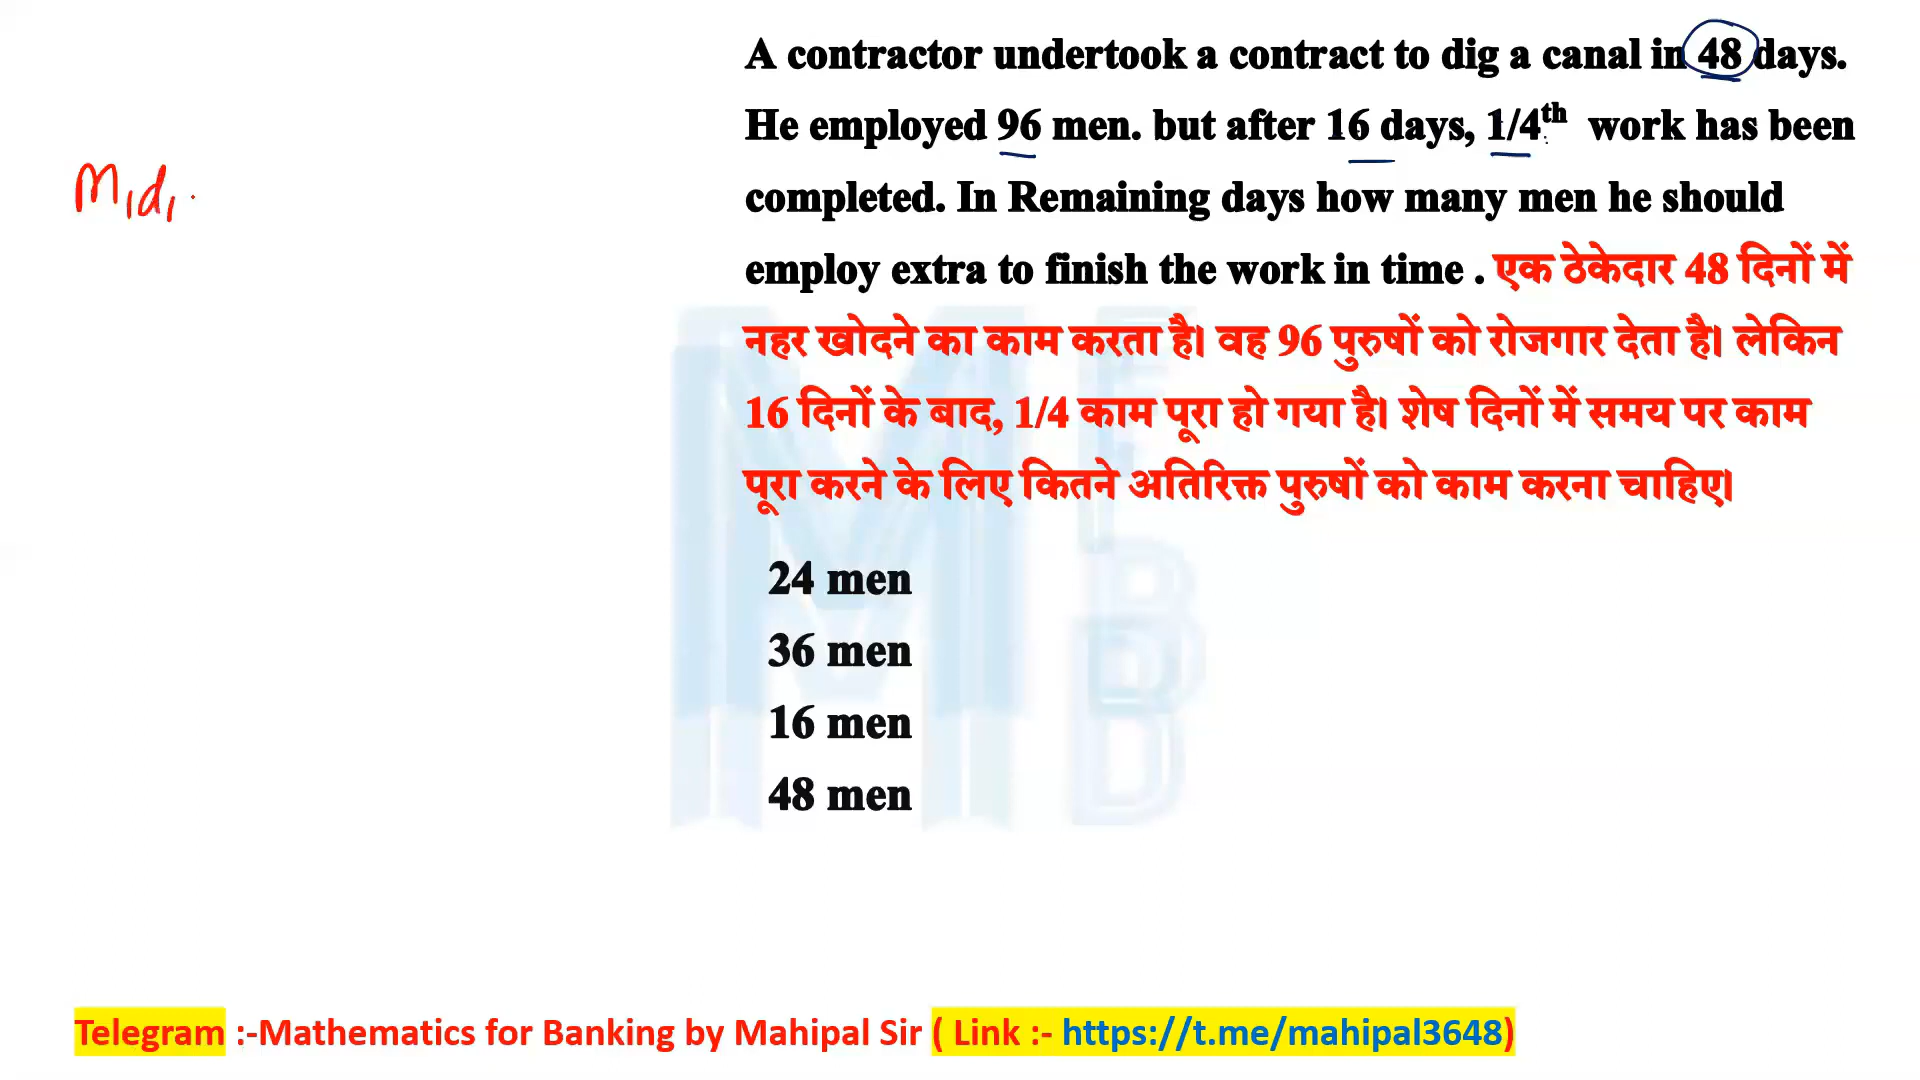 A contractor undertook a contract to dig a canal in 48 days.
He employed 96 men. but after 16 days, 1/4th work has been
completed. In Remaining days how many men he should
employ extra to finish the work in time . एक ठेकेदार 48 दिनों में
नहर खोदने का काम करता है। वह 96 पुरुषों को रोजगार देता है। लेकिन
16 दिनों के बाद, 1/4 काम पूरा हो गया है। शेष दिनों में समय पर काम
पूरा करने के लिए कितने अतिरिक्त पुरुषों को काम करना चाहिए।
M₁d₁
24 men
36 men
16 men
48 men
Telegram :-Mathematics for Banking by Mahipal Sir ( Link :- https://t.me/mahipal3648)